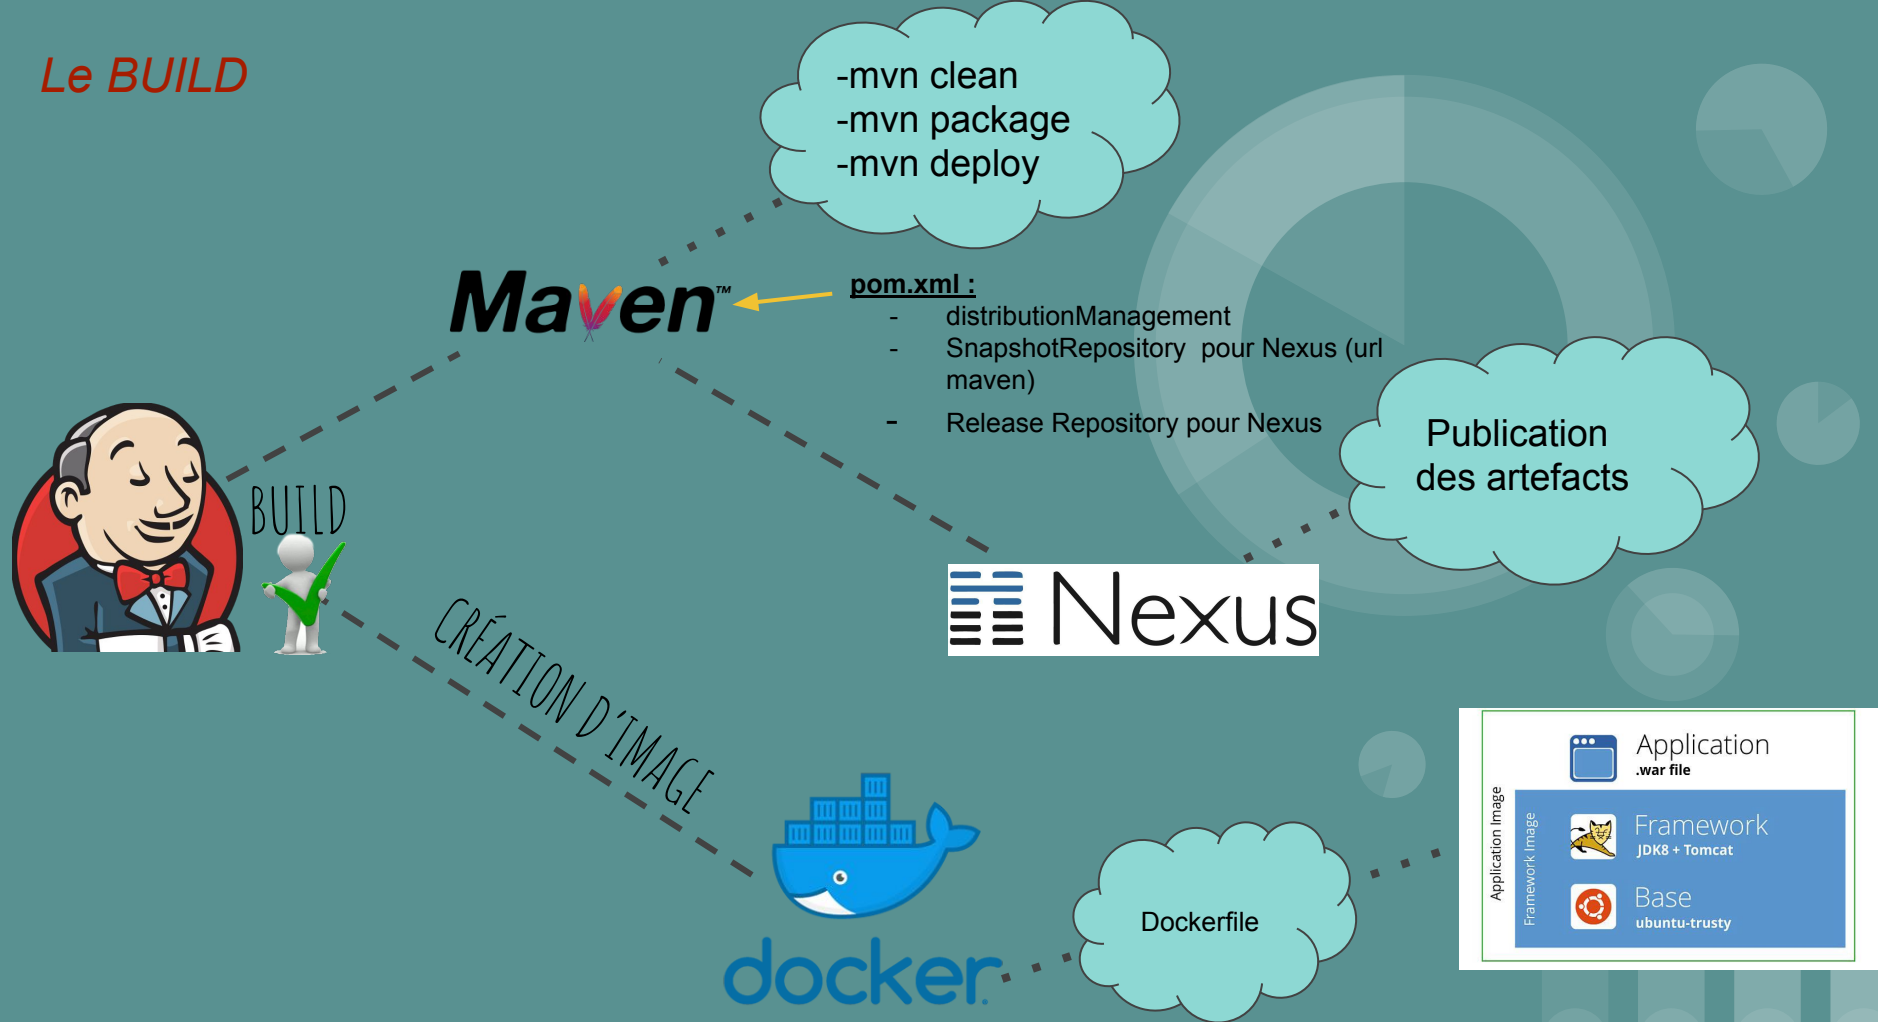 Le BUILD
-mvn clean
-mvn package
-mvn deploy
Maven™
pom.xml :
- distributionManagement
- SnapshotRepository pour Nexus (url
maven)
- Release Repository pour Nexus
Publication
des artefacts
BUILD
Nexus
CRÉATION D'IMAGE
docker
Dockerfile
Application Image
Framework Image
Application
.war file
Framework
JDK8 + Tomcat
Base
ubuntu-trusty